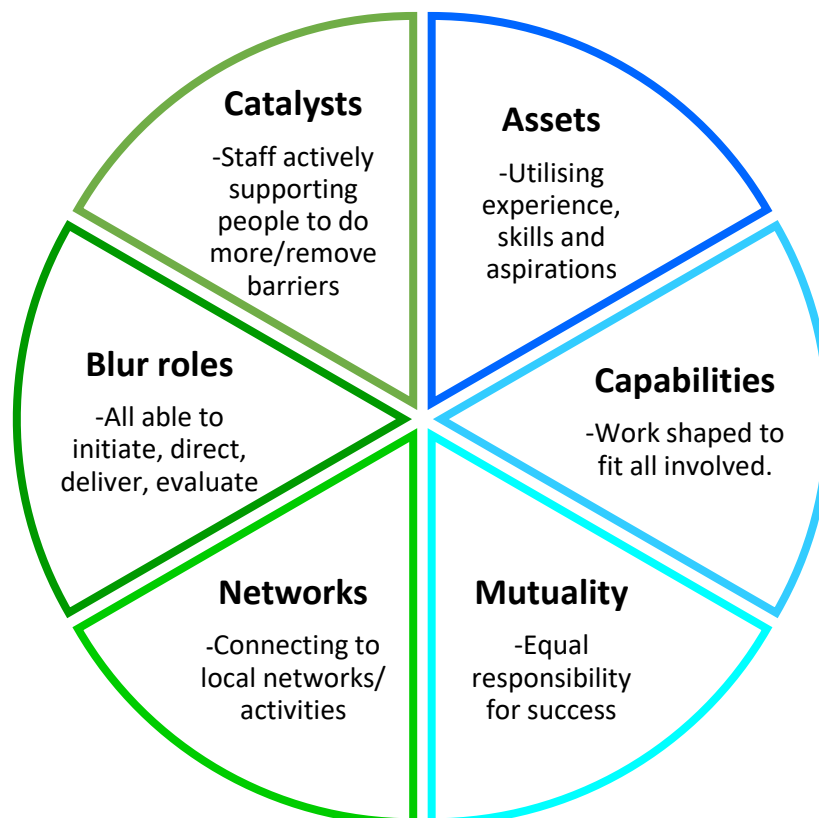 Catalysts
-Staff actively
supporting
people to do
more/remove
barriers
Assets
-Utilising
experience,
skills and
aspirations
Blur roles
-All able to
initiate, direct,
deliver, evaluate
Capabilities
-Work shaped to
fit all involved.
Networks
-Connecting to
local networks/
activities
Mutuality
-Equal
responsibility
for success